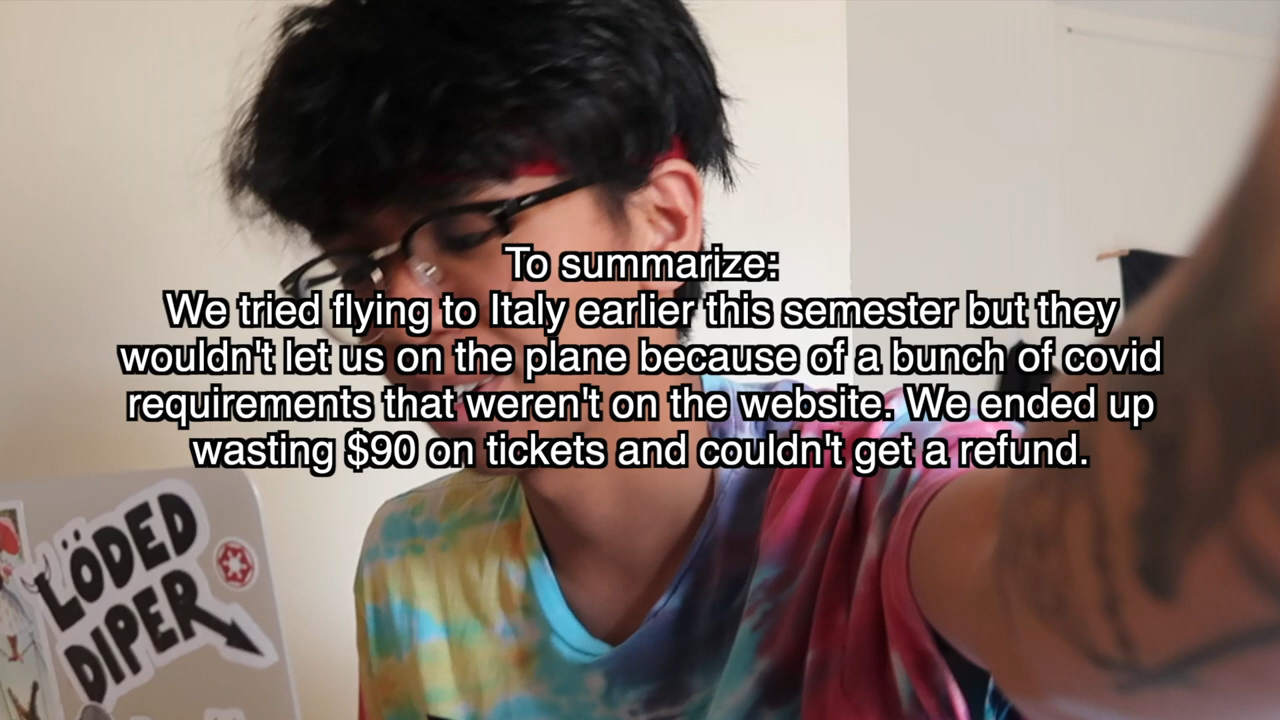 To summarize:
We tried flying to Italy earlier this semester but they
wouldn't let us on the plane because of a bunch of covid
requirements that weren't on the website. We ended up
wasting $90 on tickets and couldn't get a refund.
LÖDED
DIPER